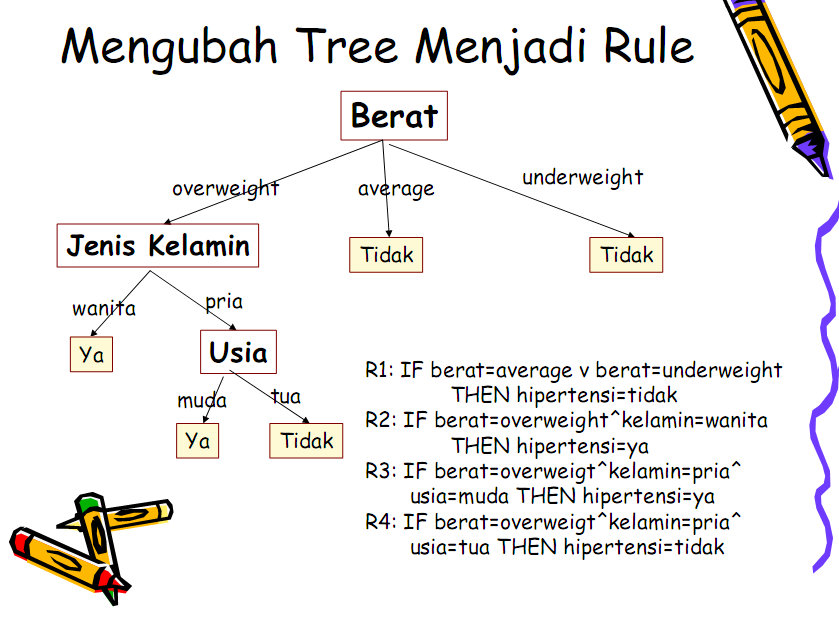 Mengubah Tree Menjadi Rule
Berat
overweight
average
underweight
Jenis Kelamin
Tidak
Tidak
wanita
pria
Ya
Usia
muda
tua
Ya
Tidak
R1: IF berat=average v berat=underweight
THEN hipertensi=tidak
R2: IF berat=overweight^kelamin=wanita
THEN hipertensi=ya
R3: IF berat=overweigt^kelamin=pria^
usia=muda THEN hipertensi=ya
R4: IF berat=overweigt^kelamin=pria^
usia=tua THEN hipertensi=tidak